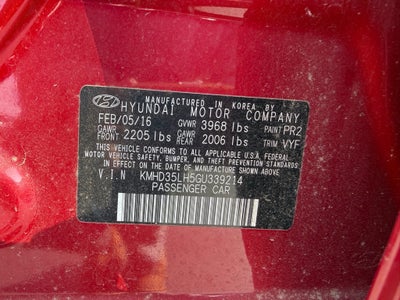 MANUFACTURED IN KOREA BY
HYUNDAI MOTOR COMPANY
FEB/05/16 GVWR 3968 lbs PAINT PR2
GAWR FRONT 2205 lbs GAWR REAR 2006 lbs TRIM VYF
THIS VEHICLE CONFORMS TO ALL APPLICABLE U.S.A. FEDERAL
MOTOR VEHICLE SAFETY, BUMPER, AND THEFT PREVENTION STANDARDS
IN EFFECT ON THE DATE OF MANUFACTURE SHOWN ABOVE.
V.I.N KMHD35LH5GU339214
PASSENGER CAR